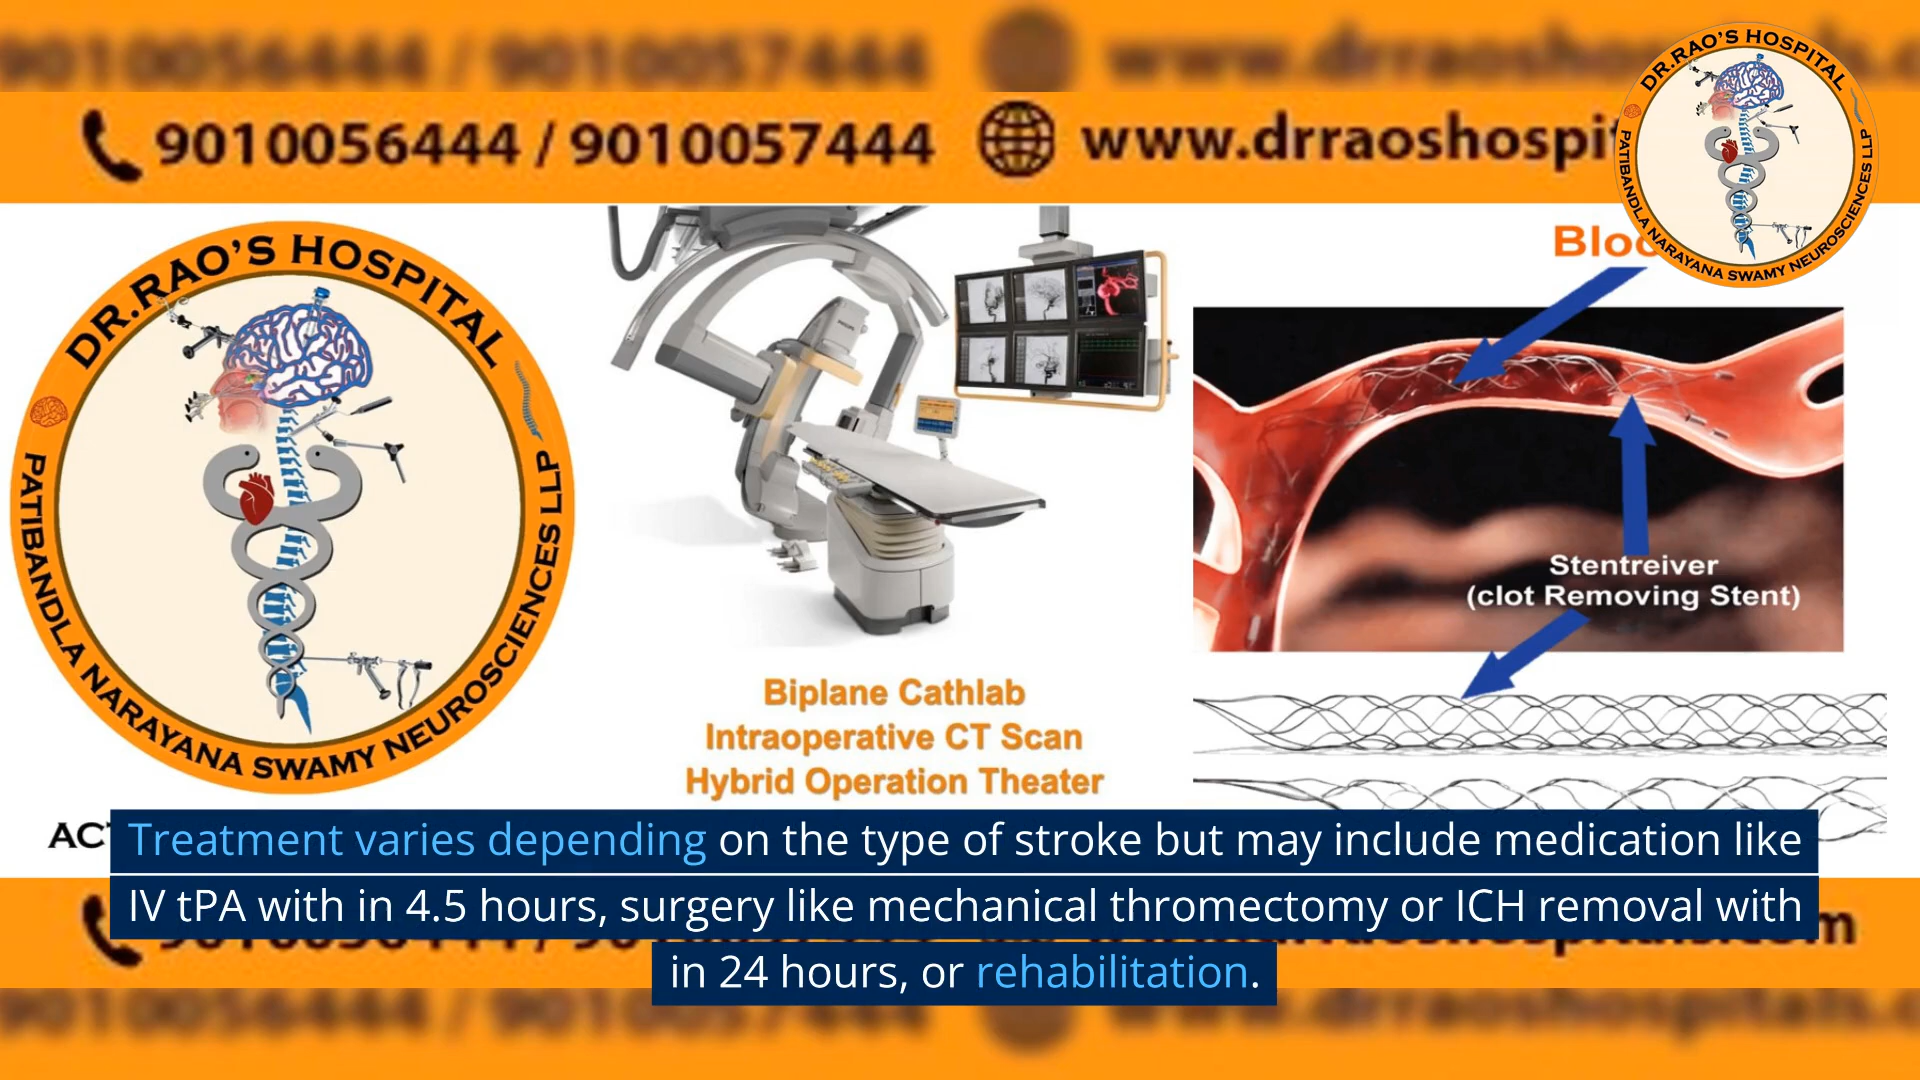 9010056444 / 9010057444
www.drraoshospit
DR.RAO'S HOSPITAL
PATIBANDLA NARAYANA SWAMY NEUROSCIENCES LLP
DR.RAO'S HOSPITAL
PATIBANDLA NARAYANA SWAMY NEUROSCIENCES LLP
Bloo
Stentreiver
(clot Removing Stent)
Biplane Cathlab
Intraoperative CT Scan
Hybrid Operation Theater
Treatment varies depending on the type of stroke but may include medication like
IV tPA with in 4.5 hours, surgery like mechanical thromectomy or ICH removal with
in 24 hours, or rehabilitation.